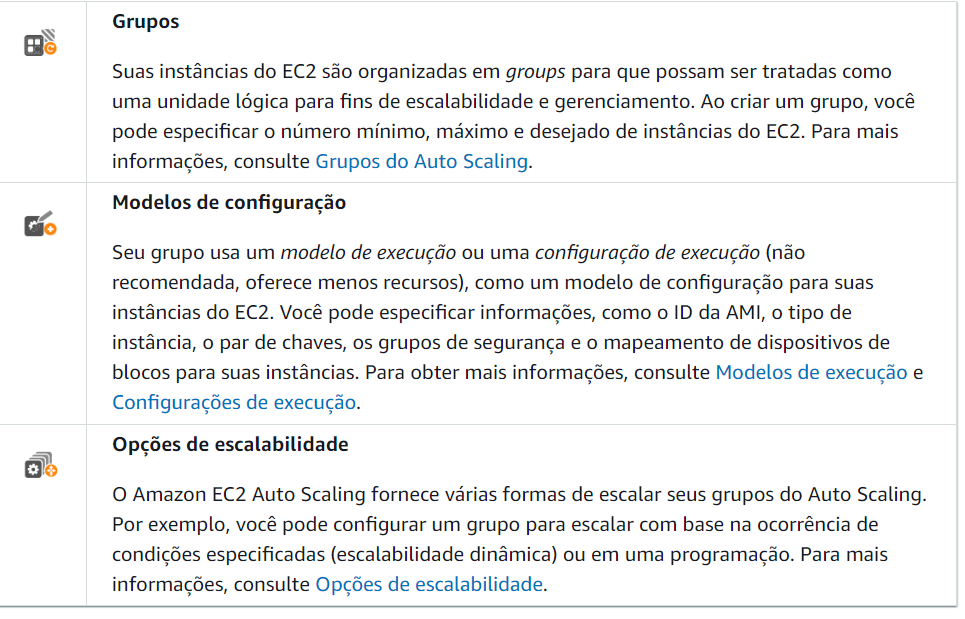 Grupos
Suas instâncias do EC2 são organizadas em groups para que possam ser tratadas como
uma unidade lógica para fins de escalabilidade e gerenciamento. Ao criar um grupo, você
pode especificar o número mínimo, máximo e desejado de instâncias do EC2. Para mais
informações, consulte Grupos do Auto Scaling.
Modelos de configuração
Seu grupo usa um modelo de execução ou uma configuração de execução (não
recomendada, oferece menos recursos), como um modelo de configuração para suas
instâncias do EC2. Você pode especificar informações, como o ID da AMI, o tipo de
instância, o par de chaves, os grupos de segurança e o mapeamento de dispositivos de
blocos para suas instâncias. Para obter mais informações, consulte Modelos de execução e
Configurações de execução.
Opções de escalabilidade
O Amazon EC2 Auto Scaling fornece várias formas de escalar seus grupos do Auto Scaling.
Por exemplo, você pode configurar um grupo para escalar com base na ocorrência de
condições especificadas (escalabilidade dinâmica) ou em uma programação. Para mais
informações, consulte Opções de escalabilidade.